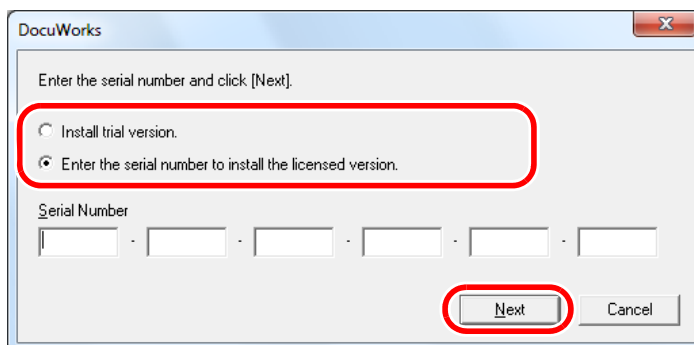 DocuWorks
Enter the serial number and click [Next].
Install trial version.
Enter the serial number to install the licensed version.
Serial Number
- - - - -
Next Cancel